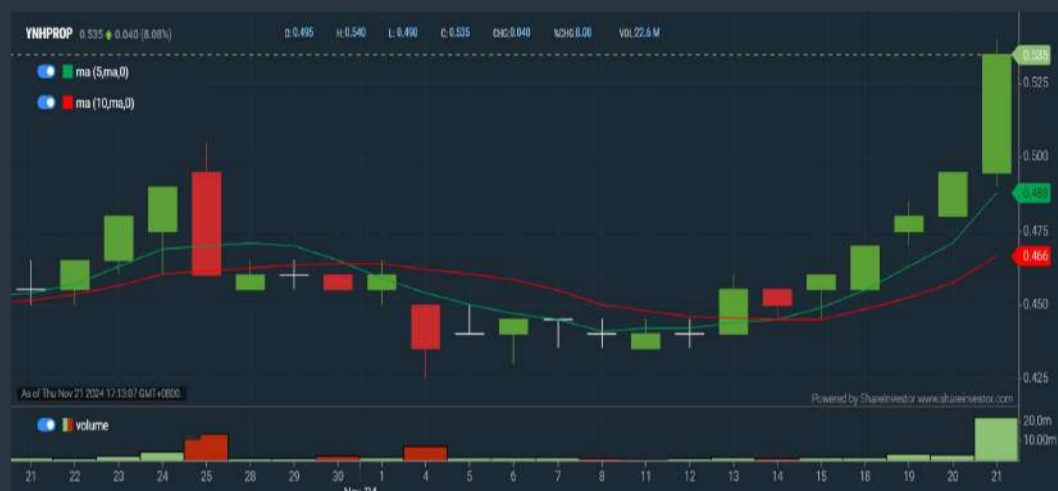 YNHPROP 0.535 0.040 (8.08%) O:0.495 H:0.540 L:0.490 C:0.535 CHG:0.040 %CHG:8.08 VOL:22.6 M
ma (5,ma,0)
ma (10,ma,0)
0.535
0.525
0.500
0.488
0.475
0.466
0.450
0.425
As of Thu Nov 21 2024 17:13:07 GMT+0800.
Powered by ShareInvestor www.shareinvestor.com
volume
20.0m
10.00m
21 22 23 24 25 28 29 30 1 4 5 6 7 8 11 12 13 14 15 18 19 20 21